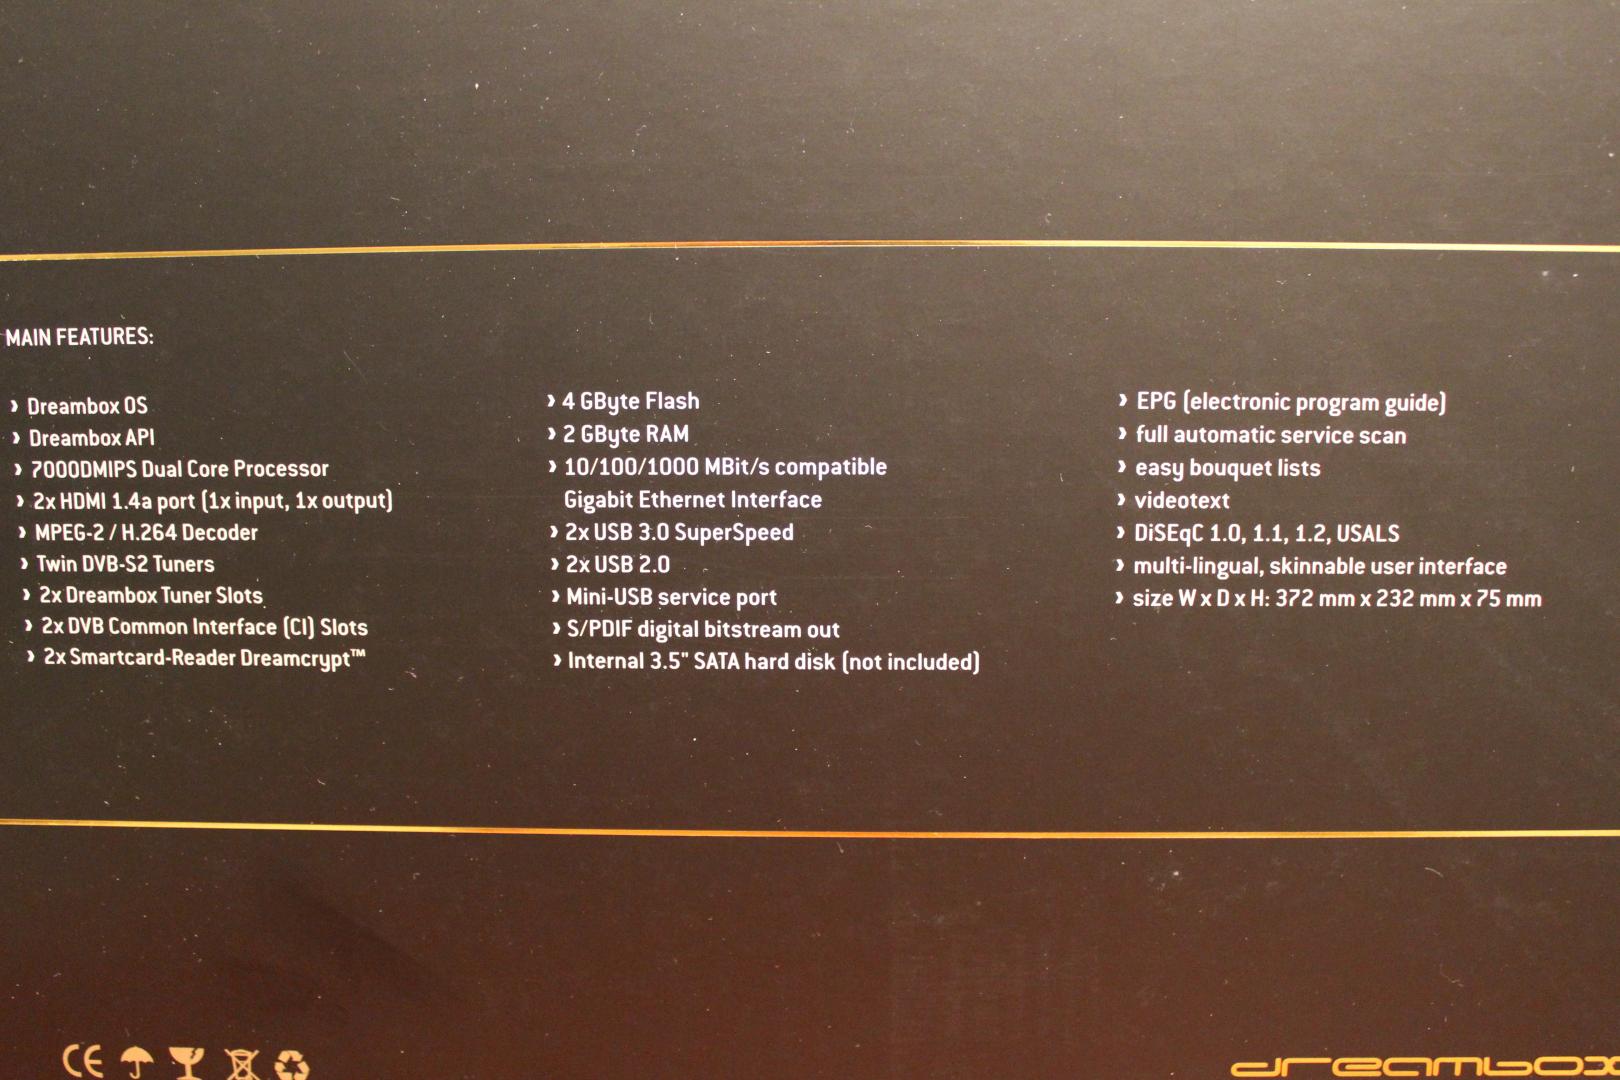 MAIN FEATURES:
› Dreambox OS
› Dreambox API
› 7000DMIPS Dual Core Processor
› 2x HDMI 1.4a port (1x input, 1x output)
› MPEG-2 / H.264 Decoder
› Twin DVB-S2 Tuners
› 2x Dreambox Tuner Slots
› 2x DVB Common Interface (CI) Slots
› 2x Smartcard-Reader Dreamcrypt™
› 4 GByte Flash
› 2 GByte RAM
› 10/100/1000 MBit/s compatible
Gigabit Ethernet Interface
› 2x USB 3.0 SuperSpeed
› 2x USB 2.0
› Mini-USB service port
› S/PDIF digital bitstream out
› Internal 3.5" SATA hard disk (not included)
› EPG (electronic program guide)
› full automatic service scan
› easy bouquet lists
› videotext
› DiSEqC 1.0, 1.1, 1.2, USALS
› multi-lingual, skinnable user interface
› size W x D x H: 372 mm x 232 mm x 75 mm
CE
dreambox